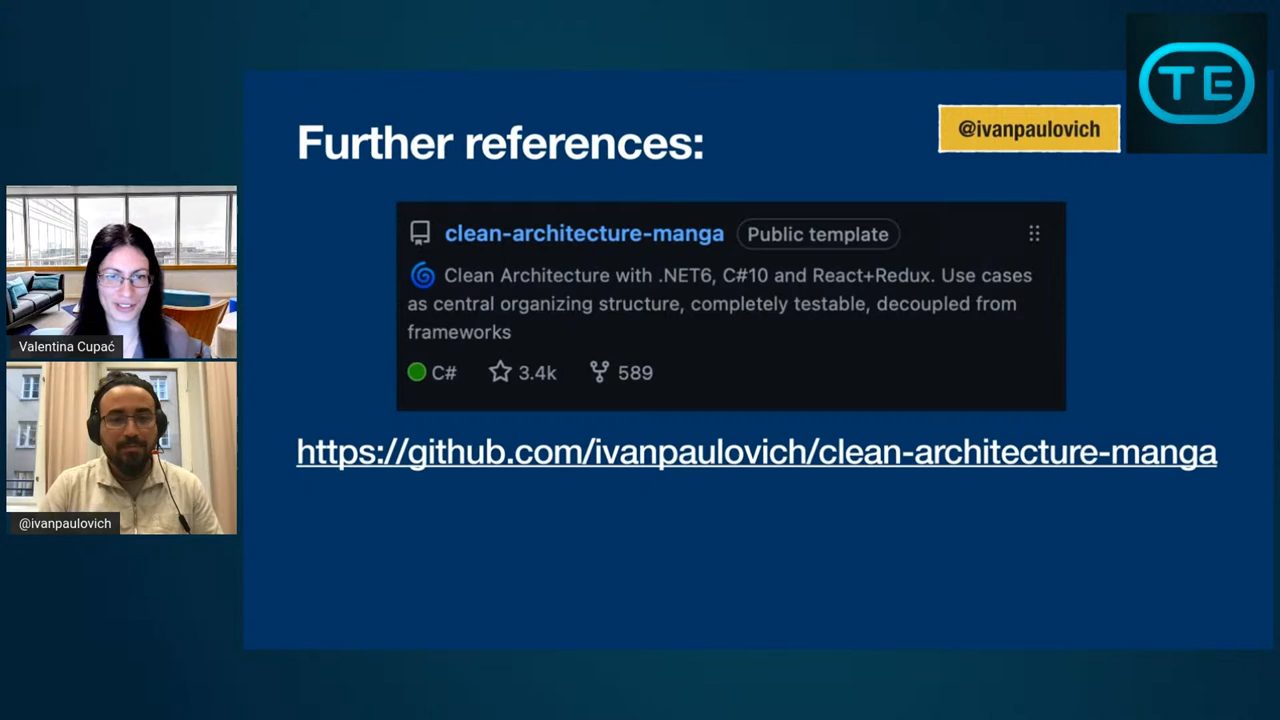 Further references:
@ivanpaulovich
TE
clean-architecture-manga Public template
Clean Architecture with .NET6, C#10 and React+Redux. Use cases
as central organizing structure, completely testable, decoupled from
frameworks
C# 3.4k 589
https://github.com/ivanpaulovich/clean-architecture-manga
Valentina Cupać
@ivanpaulovich